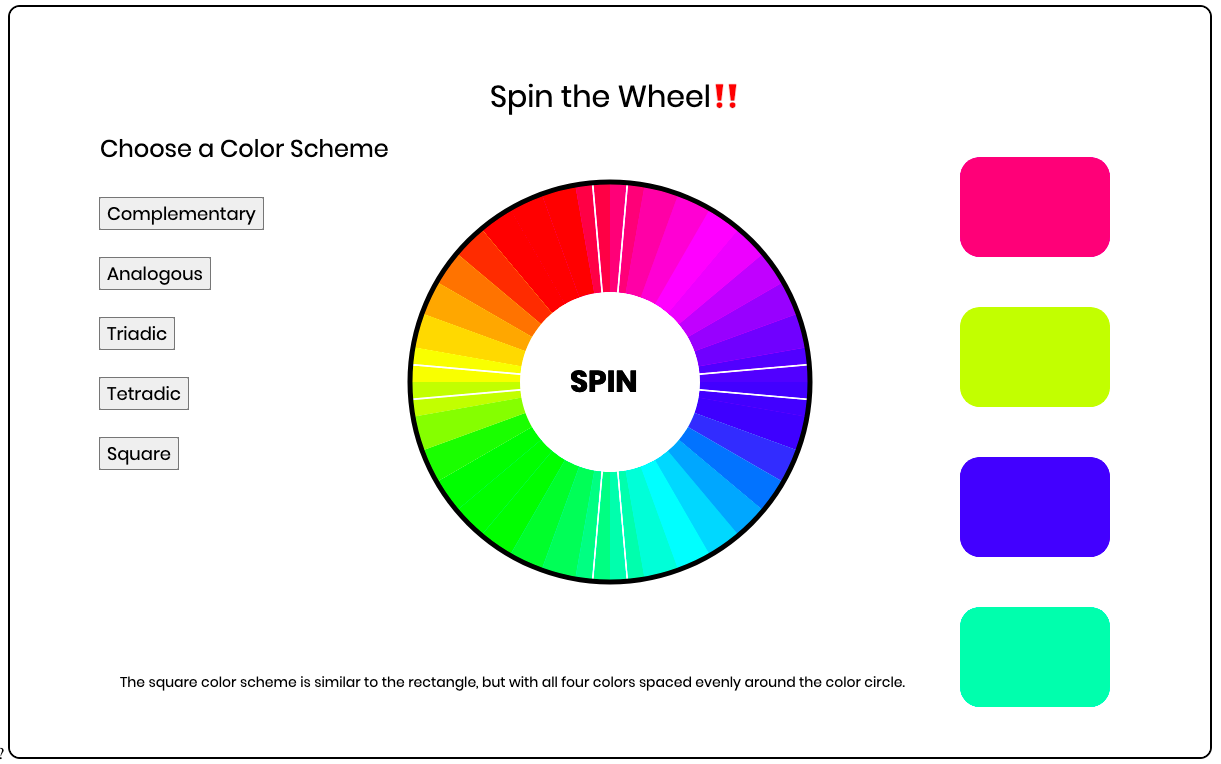 Spin the Wheel‼️
Choose a Color Scheme
Complementary
Analogous
Triadic
Tetradic
Square
SPIN
The square color scheme is similar to the rectangle, but with all four colors spaced evenly around the color circle.
?